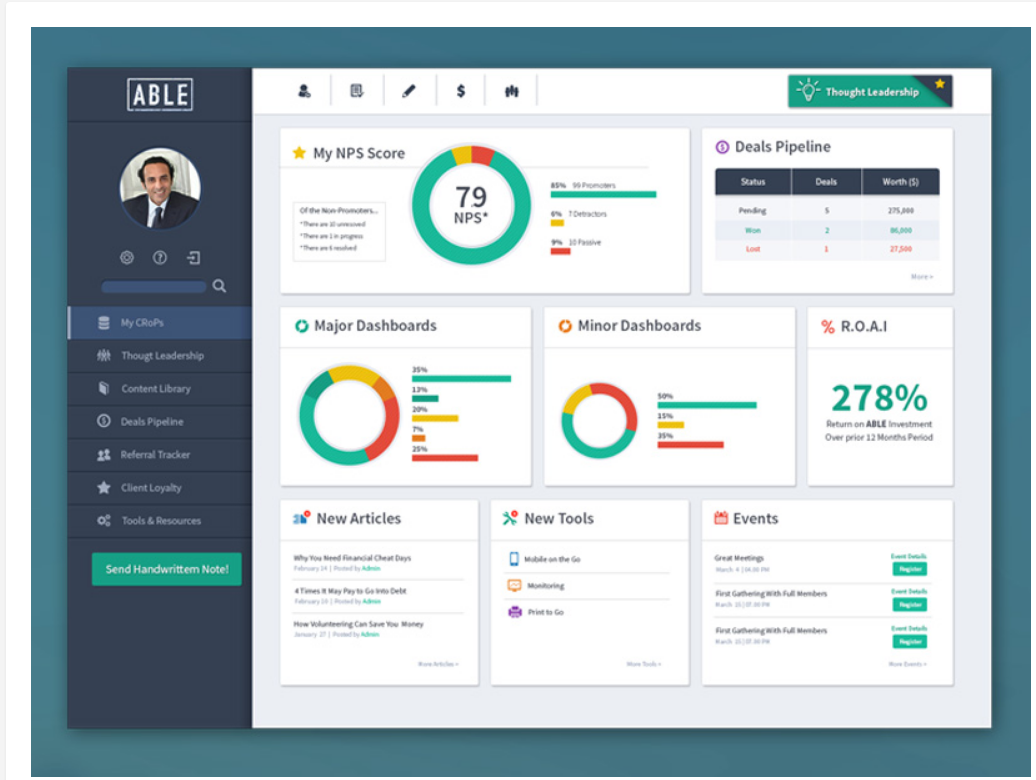 ABLE
Thought Leadership
My CRoPs
Thougt Leadership
Content Library
Deals Pipeline
Referral Tracker
Client Loyalty
Tools & Resources
Send Handwrittem Note!
My NPS Score
Of the Non-Promoters...
*There are 10 unresoved
*There are 1 in progress
*There are 6 resolved
7.9
NPS*
85% 99 Promoters
6% 7 Detractors
9% 10 Passive
Deals Pipeline
Status Deals Worth ($)
Pending 5 275,000
Won 2 86,000
Lost 1 27,500
More »
Major Dashboards
35%
13%
20%
7%
25%
Minor Dashboards
50%
15%
35%
% R.O.A.I
278%
Return on ABLE Investment
Over prior 12 Months Period
New Articles
Why You Need Financial Cheat Days
February 24 | Posted by Admin
4 Times It May Pay to Go Into Debt
February 10 | Posted by Admin
How Volunteering Can Save You Money
January 27 | Posted by Admin
More Articles »
New Tools
Mobile on the Go
Monitoring
Print to Go
More Tools »
Events
Great Meetings Event Details
March 4 | 04.00 PM Register
First Gathering With Full Members Event Details
March 15 | 07.00 PM Register
First Gathering With Full Members Event Details
March 15 | 07.00 PM Register
More Events »